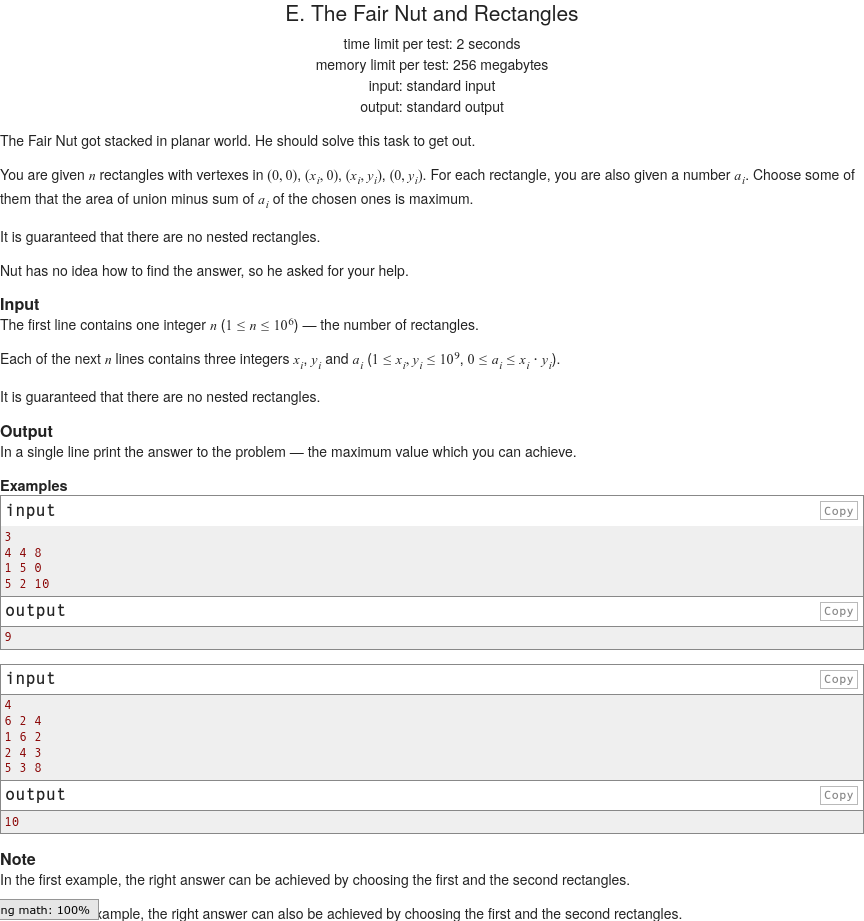 E. The Fair Nut and Rectangles
time limit per test: 2 seconds
memory limit per test: 256 megabytes
input: standard input
output: standard output
The Fair Nut got stacked in planar world. He should solve this task to get out.
You are given n rectangles with vertexes in (0, 0), (x_i, 0), (x_i, y_i), (0, y_i). For each rectangle, you are also given a number a_i. Choose some of
them that the area of union minus sum of a_i of the chosen ones is maximum.
It is guaranteed that there are no nested rectangles.
Nut has no idea how to find the answer, so he asked for your help.
Input
The first line contains one integer n (1 ≤ n ≤ 10^6) — the number of rectangles.
Each of the next n lines contains three integers x_i, y_i and a_i (1 ≤ x_i, y_i ≤ 10^9, 0 ≤ a_i ≤ x_i · y_i).
It is guaranteed that there are no nested rectangles.
Output
In a single line print the answer to the problem — the maximum value which you can achieve.
Examples
input Copy
3
4 4 8
1 5 0
5 2 10
output Copy
9
input Copy
4
6 2 4
1 6 2
2 4 3
5 3 8
output Copy
10
Note
In the first example, the right answer can be achieved by choosing the first and the second rectangles.
ng math: 100% xample, the right answer can also be achieved by choosing the first and the second rectangles.